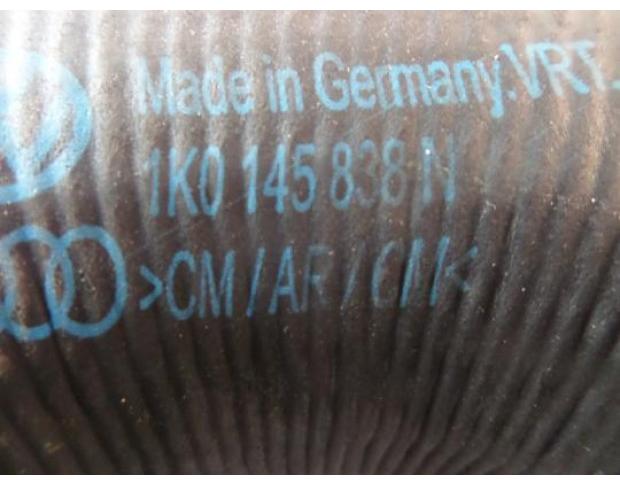 Made in Germany.VRT.
1K0 145 838 N
>CM/AR/CM<